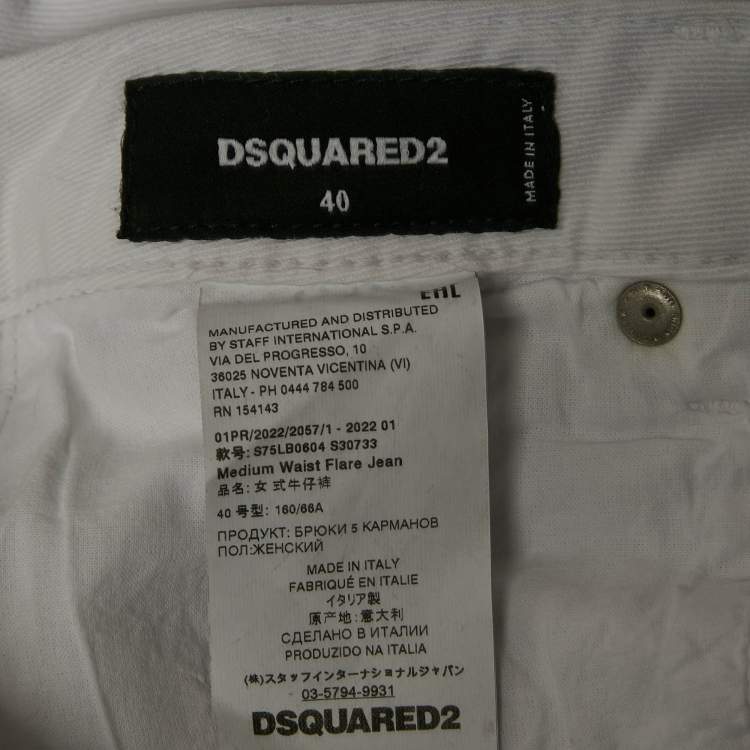 DSQUARED2
40
MADE IN ITALY
MANUFACTURED AND DISTRIBUTED
BY STAFF INTERNATIONAL S.P.A.
VIA DEL PROGRESSO, 10
36025 NOVENTA VICENTINA (VI)
ITALY - PH 0444 784 500
RN 154143
01PR/2022/2057/1 - 2022 01
款号: S75LB0604 S30733
Medium Waist Flare Jean
品名: 女式牛仔裤
40 号型: 160/66A
ПРОДУКТ: БРЮКИ 5 КАРМАНОВ
ПОЛ:ЖЕНСКИЙ
MADE IN ITALY
FABRIQUÉ EN ITALIE
イタリア製
原产地:意大利
СДЕЛАНО В ИТАЛИИ
PRODUZIDO NA ITALIA
(株)スタッフインターナショナルジャパン
03-5794-9931
DSQUARED2